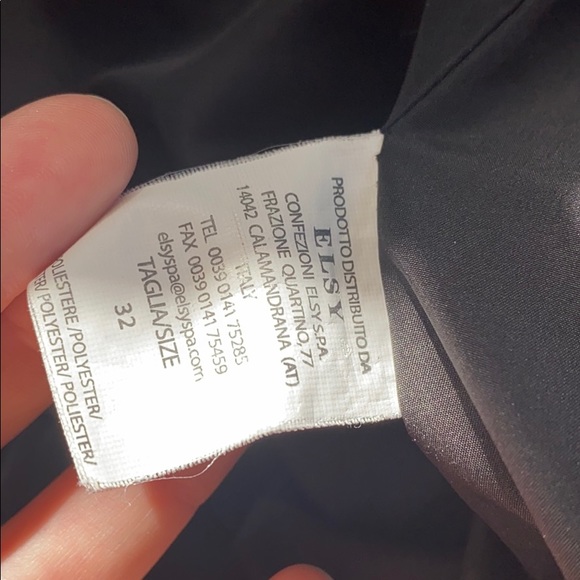 PRODOTTO DISTRIBUITO DA
ELSY
CONFEZIONI ELSY S.P.A.
FRAZIONE QUARTINO, 77
14042 CALAMANDRANA (AT)
ITALY
TEL 0039 0141 75285
FAX 0039 0141 75459
elsyspa@elsyspa.com
TAGLIA/SIZE
32
POLIESTERE/POLYESTER/
POLYESTER/POLIESTER/